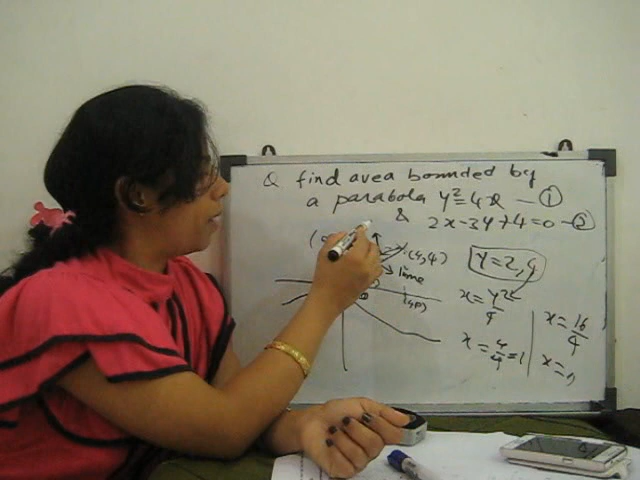 Q find area bounded by
a parabola y²=4x — ①
& 2x-3y+4=0 — ②
(4,4)
line
y=2,4
x=y²/4
x=4/4=1
x=16/4